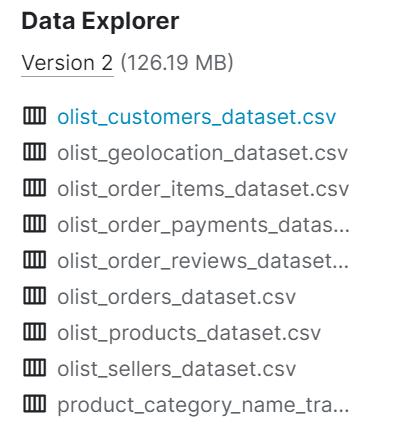 Data Explorer
Version 2 (126.19 MB)
olist_customers_dataset.csv
olist_geolocation_dataset.csv
olist_order_items_dataset.csv
olist_order_payments_datas...
olist_order_reviews_dataset...
olist_orders_dataset.csv
olist_products_dataset.csv
olist_sellers_dataset.csv
product_category_name_tra...